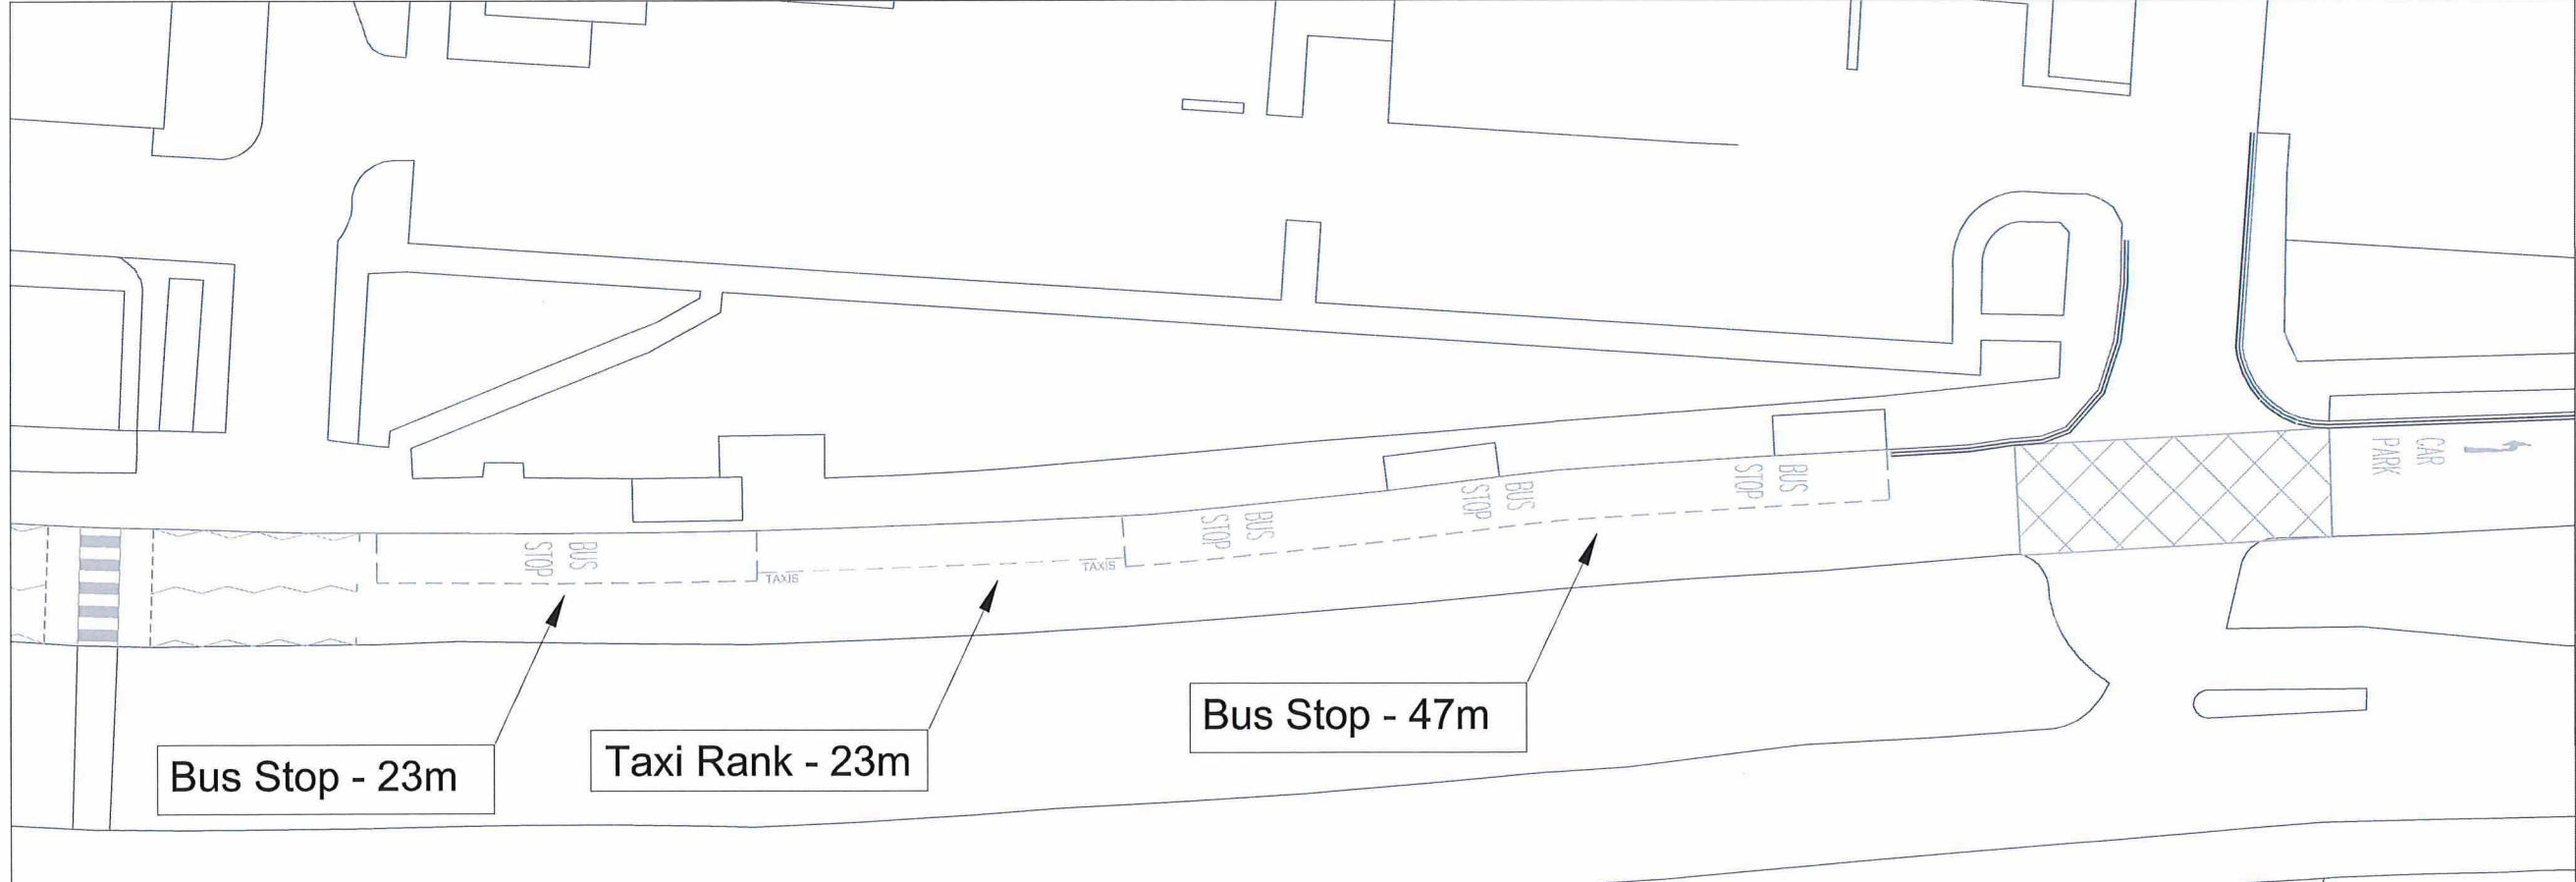 CAR
PARK
BUS
STOP
BUS
STOP
BUS
STOP
BUS
STOP
TAXIS
TAXIS
Bus Stop - 47m
Taxi Rank - 23m
Bus Stop - 23m